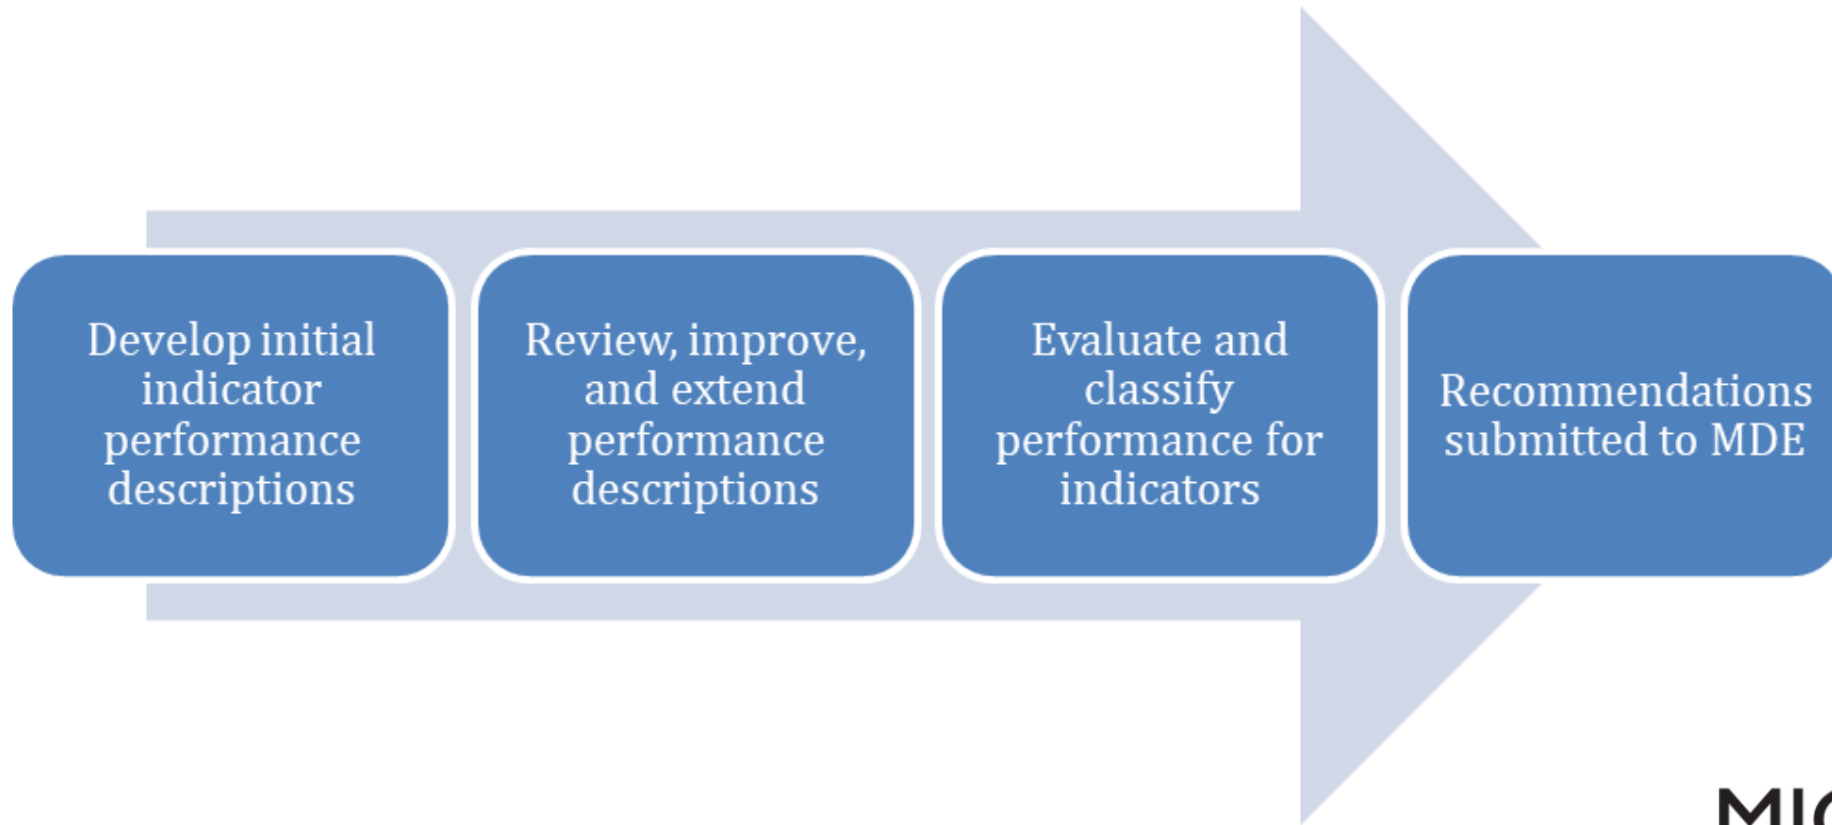 Develop initial
indicator
performance
descriptions
Review, improve,
and extend
performance
descriptions
Evaluate and
classify
performance for
indicators
Recommendations
submitted to MDE